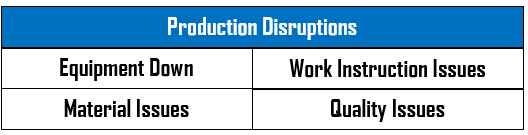 Production Disruptions
Equipment Down
Work Instruction Issues
Material Issues
Quality Issues